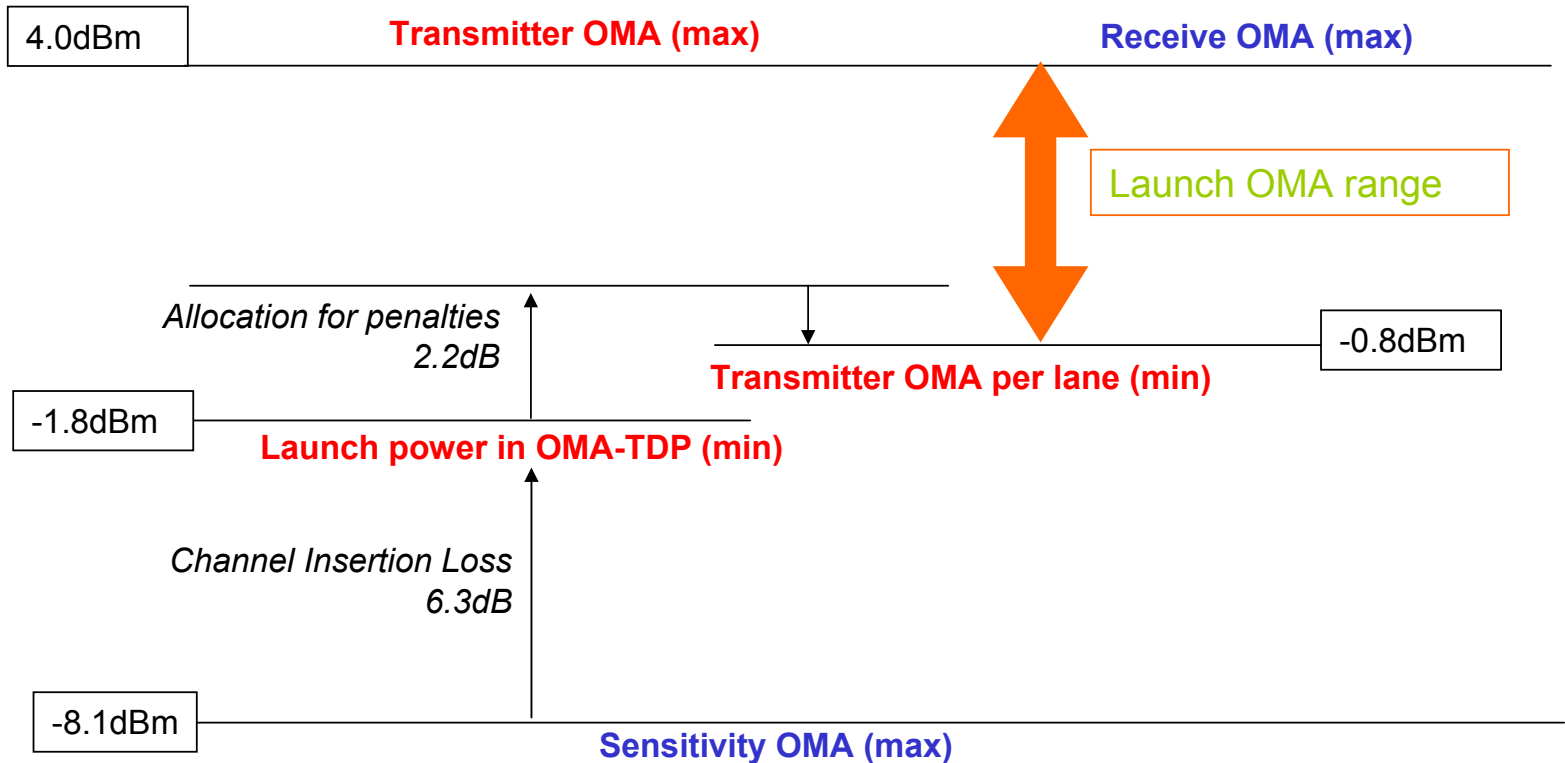 4.0dBm
Transmitter OMA (max)
Receive OMA (max)
Launch OMA range
Allocation for penalties
2.2dB
-0.8dBm
Transmitter OMA per lane (min)
-1.8dBm
Launch power in OMA-TDP (min)
Channel Insertion Loss
6.3dB
-8.1dBm
Sensitivity OMA (max)